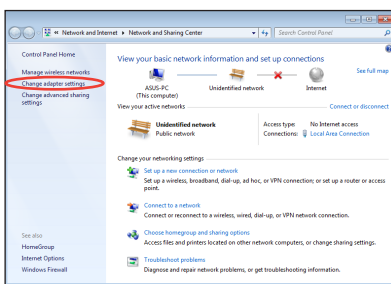 Network and Internet
Network and Sharing Center
Search Control Panel
Control Panel Home
Manage wireless networks
Change adapter settings
Change advanced sharing
settings
View your basic network information and set up connections
See full map
ASUS-PC
(This computer)
Unidentified network
Internet
View your active networks
Connect or disconnect
Unidentified network
Public network
Access type: No Internet access
Connections: Local Area Connection
Change your networking settings
Set up a new connection or network
Set up a wireless, broadband, dial-up, ad hoc, or VPN connection; or set up a router or access
point.
Connect to a network
Connect or reconnect to a wireless, wired, dial-up, or VPN network connection.
Choose homegroup and sharing options
Access files and printers located on other network computers, or change sharing settings.
Troubleshoot problems
Diagnose and repair network problems, or get troubleshooting information.
See also
HomeGroup
Internet Options
Windows Firewall